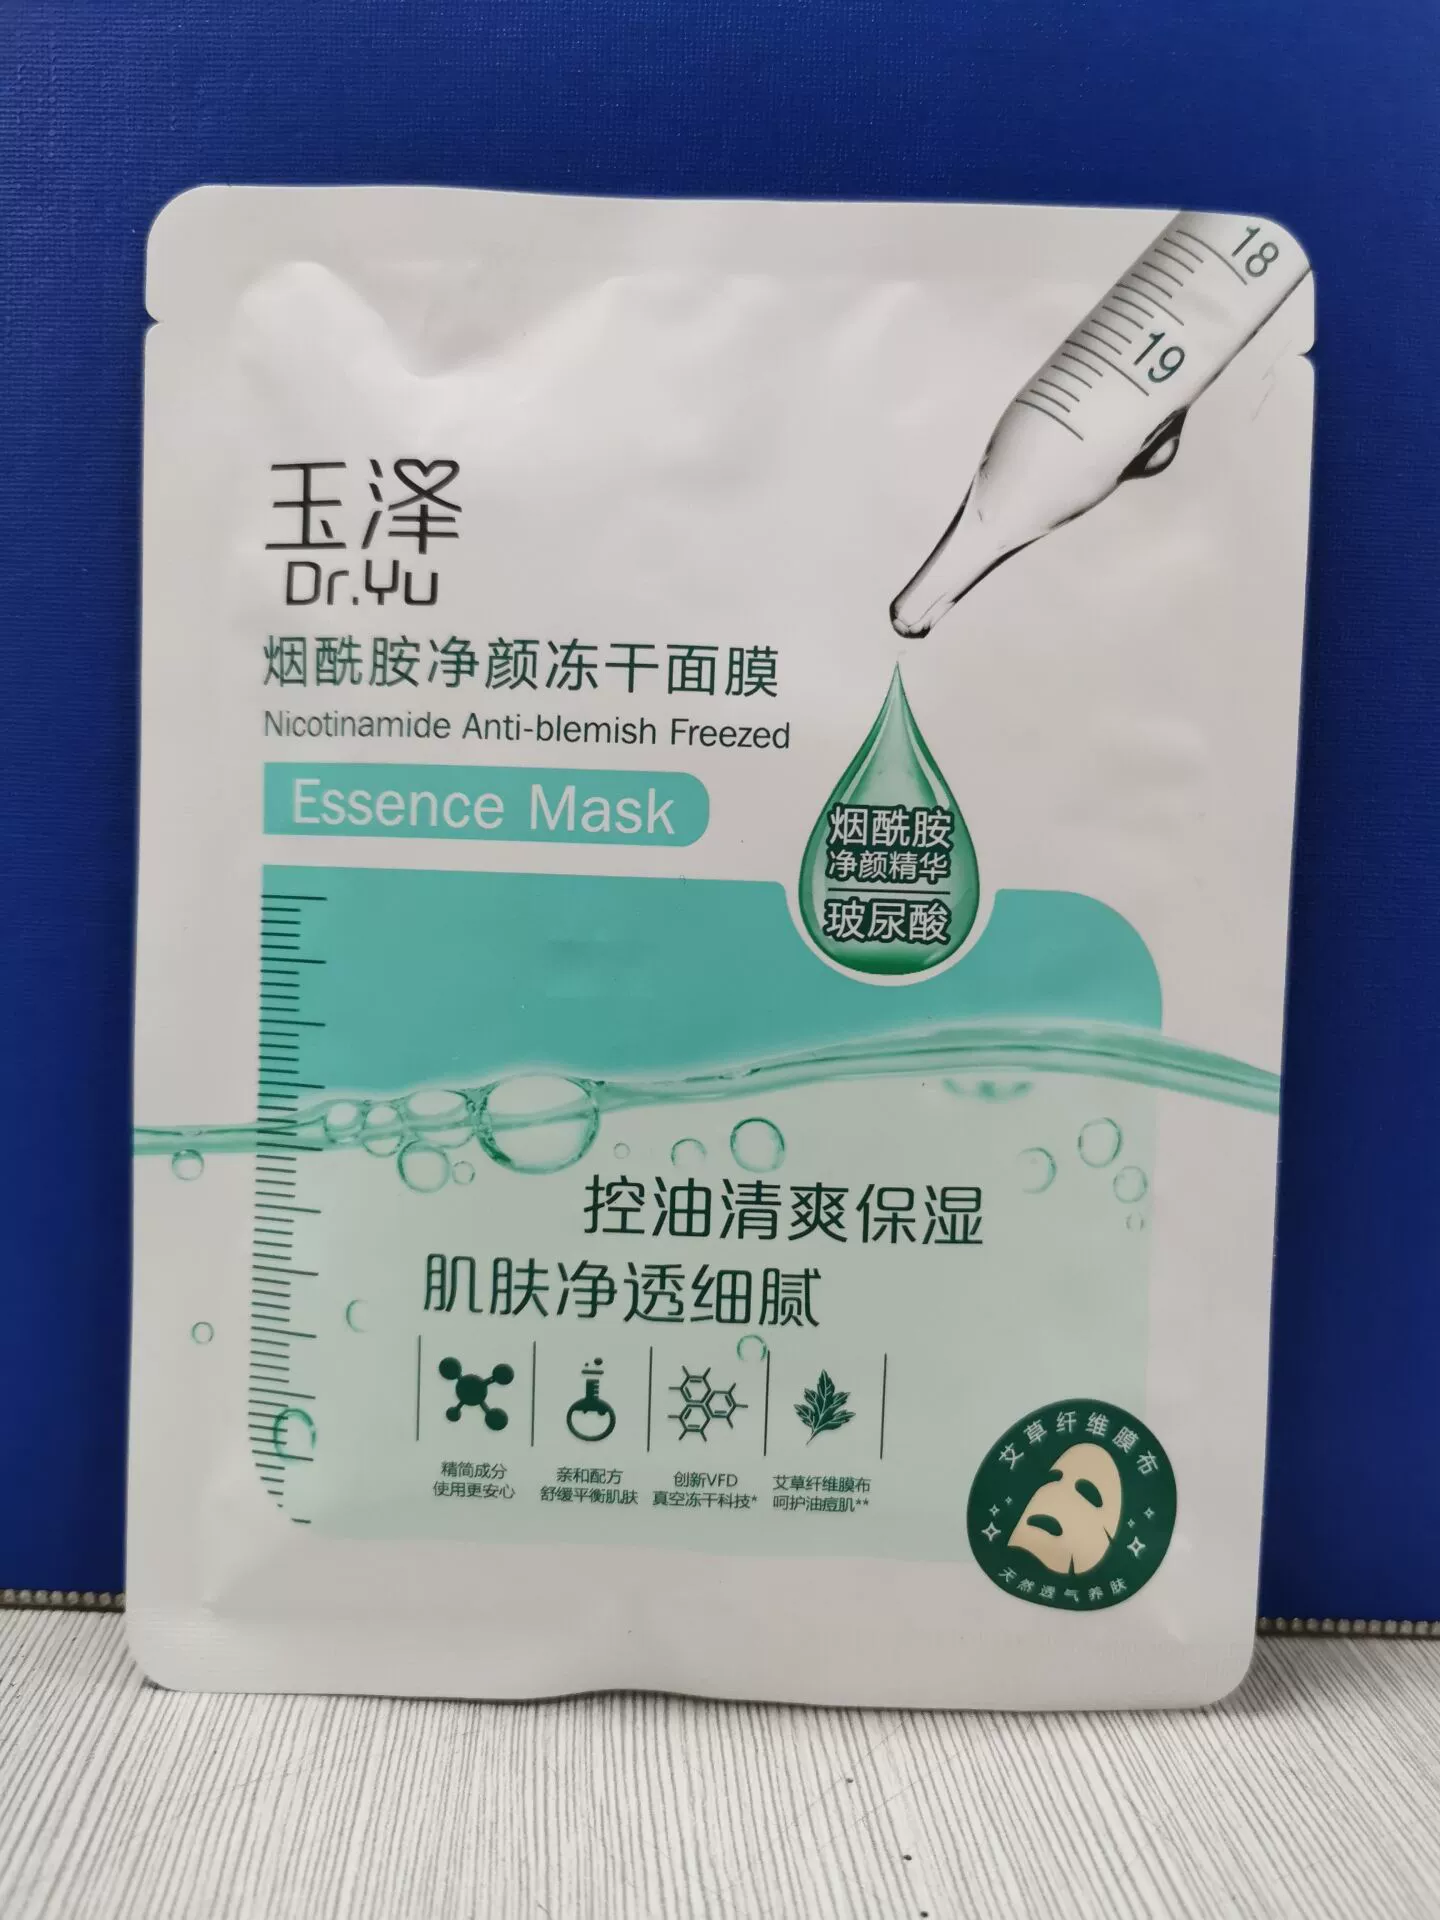 18
19
玉泽
Dr.Yu
烟酰胺净颜冻干面膜
Nicotinamide Anti-blemish Freezed
Essence Mask
烟酰胺
净颜精华
玻尿酸
控油清爽保湿
肌肤净透细腻
精简成分
使用更安心
亲和配方
舒缓平衡肌肤
创新VFD
真空冻干科技*
艾草纤维膜布
呵护油痘肌**
艾草纤维膜布
天然透气养肤